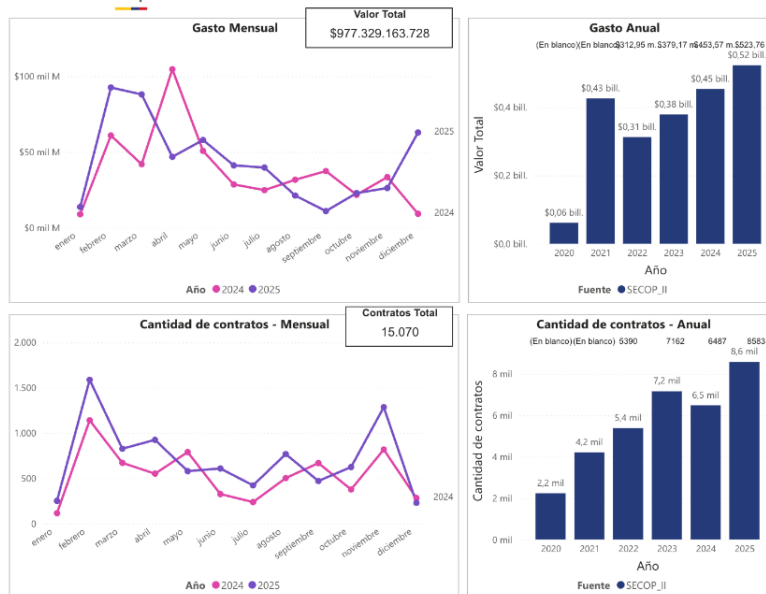 Gasto Mensual
Valor Total
$977.329.163.728
$100 mil M
$50 mil M
$0 mil M
2025
2024
enero
febrero
marzo
abril
mayo
junio
julio
agosto
septiembre
octubre
noviembre
diciembre
Año 2024 2025
Gasto Anual
(En blanco)(En blanco)$312,95 m. $379,17 m. $453,57 m. $523,76
Valor Total
$0,4 bill.
$0,2 bill.
$0,0 bill.
$0,06 bill.
$0,43 bill.
$0,31 bill.
$0,38 bill.
$0,45 bill.
$0,52 bill.
2020 2021 2022 2023 2024 2025
Año
Fuente SECOP_II
Cantidad de contratos - Mensual
Contratos Total
15.070
2.000
1.500
1.000
500
0
2024
enero
febrero
marzo
abril
mayo
junio
julio
agosto
septiembre
octubre
noviembre
diciembre
Año 2024 2025
Cantidad de contratos - Anual
(En blanco)(En blanco) 5390 7162 6487 8583
Cantidad de contratos
8 mil
6 mil
4 mil
2 mil
0 mil
2,2 mil
4,2 mil
5,4 mil
7,2 mil
6,5 mil
8,6 mil
2020 2021 2022 2023 2024 2025
Año
Fuente SECOP_II